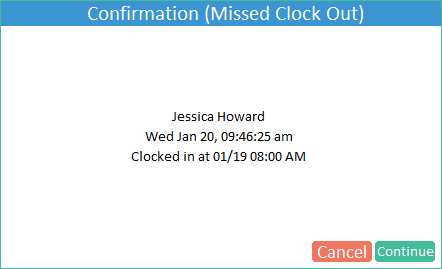 Confirmation (Missed Clock Out)
Jessica Howard
Wed Jan 20, 09:46:25 am
Clocked in at 01/19 08:00 AM
Cancel Continue